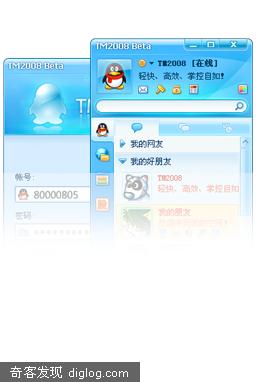 TM2008 Beta
TM2008 Beta
TM2008 [在线]
轻快、高效、掌控自如!
我的网友
我的好朋友
TM2008
轻快、高效、掌控自如
我的朋友
帐号:
80000805
密码:
奇客发现 diglog.com